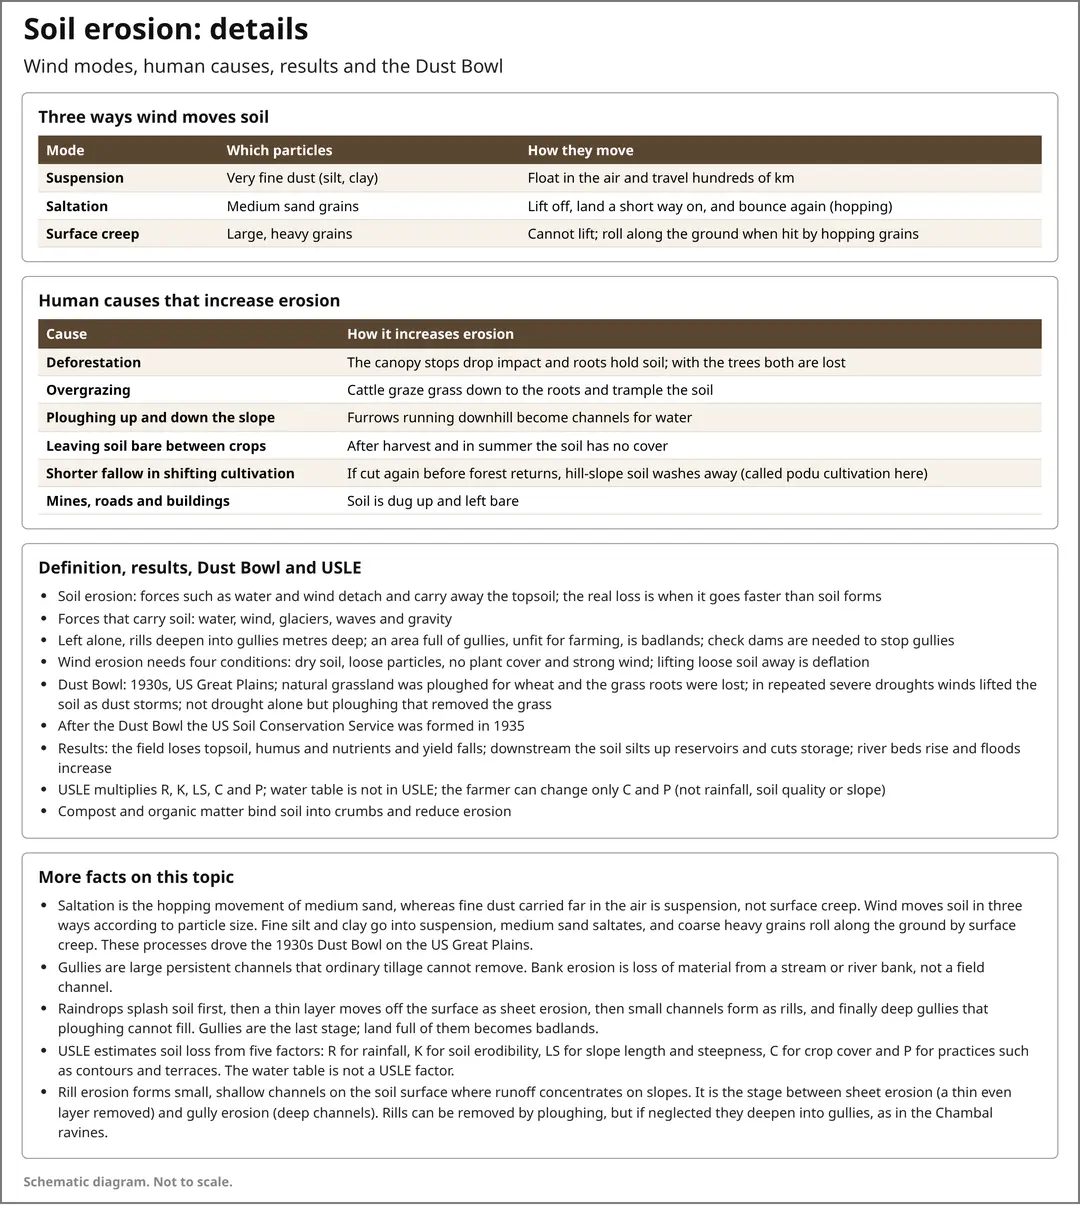 Soil erosion: details
Wind modes, human causes, results and the Dust Bowl
Three ways wind moves soil
Mode Which particles How they move
Suspension Very fine dust (silt, clay) Float in the air and travel hundreds of km
Saltation Medium sand grains Lift off, land a short way on, and bounce again (hopping)
Surface creep Large, heavy grains Cannot lift; roll along the ground when hit by hopping grains
Human causes that increase erosion
Cause How it increases erosion
Deforestation The canopy stops drop impact and roots hold soil; with the trees both are lost
Overgrazing Cattle graze grass down to the roots and trample the soil
Ploughing up and down the slope Furrows running downhill become channels for water
Leaving soil bare between crops After harvest and in summer the soil has no cover
Shorter fallow in shifting cultivation If cut again before forest returns, hill-slope soil washes away (called podu cultivation here)
Mines, roads and buildings Soil is dug up and left bare
Definition, results, Dust Bowl and USLE
• Soil erosion: forces such as water and wind detach and carry away the topsoil; the real loss is when it goes faster than soil forms
• Forces that carry soil: water, wind, glaciers, waves and gravity
• Left alone, rills deepen into gullies metres deep; an area full of gullies, unfit for farming, is badlands; check dams are needed to stop gullies
• Wind erosion needs four conditions: dry soil, loose particles, no plant cover and strong wind; lifting loose soil away is deflation
• Dust Bowl: 1930s, US Great Plains; natural grassland was ploughed for wheat and the grass roots were lost; in repeated severe droughts winds lifted the
soil as dust storms; not drought alone but ploughing that removed the grass
• After the Dust Bowl the US Soil Conservation Service was formed in 1935
• Results: the field loses topsoil, humus and nutrients and yield falls; downstream the soil silts up reservoirs and cuts storage; river beds rise and floods
increase
• USLE multiplies R, K, LS, C and P; water table is not in USLE; the farmer can change only C and P (not rainfall, soil quality or slope)
• Compost and organic matter bind soil into crumbs and reduce erosion
More facts on this topic
• Saltation is the hopping movement of medium sand, whereas fine dust carried far in the air is suspension, not surface creep. Wind moves soil in three
ways according to particle size. Fine silt and clay go into suspension, medium sand saltates, and coarse heavy grains roll along the ground by surface
creep. These processes drove the 1930s Dust Bowl on the US Great Plains.
• Gullies are large persistent channels that ordinary tillage cannot remove. Bank erosion is loss of material from a stream or river bank, not a field
channel.
• Raindrops splash soil first, then a thin layer moves off the surface as sheet erosion, then small channels form as rills, and finally deep gullies that
ploughing cannot fill. Gullies are the last stage; land full of them becomes badlands.
• USLE estimates soil loss from five factors: R for rainfall, K for soil erodibility, LS for slope length and steepness, C for crop cover and P for practices such
as contours and terraces. The water table is not a USLE factor.
• Rill erosion forms small, shallow channels on the soil surface where runoff concentrates on slopes. It is the stage between sheet erosion (a thin even
layer removed) and gully erosion (deep channels). Rills can be removed by ploughing, but if neglected they deepen into gullies, as in the Chambal
ravines.
Schematic diagram. Not to scale.